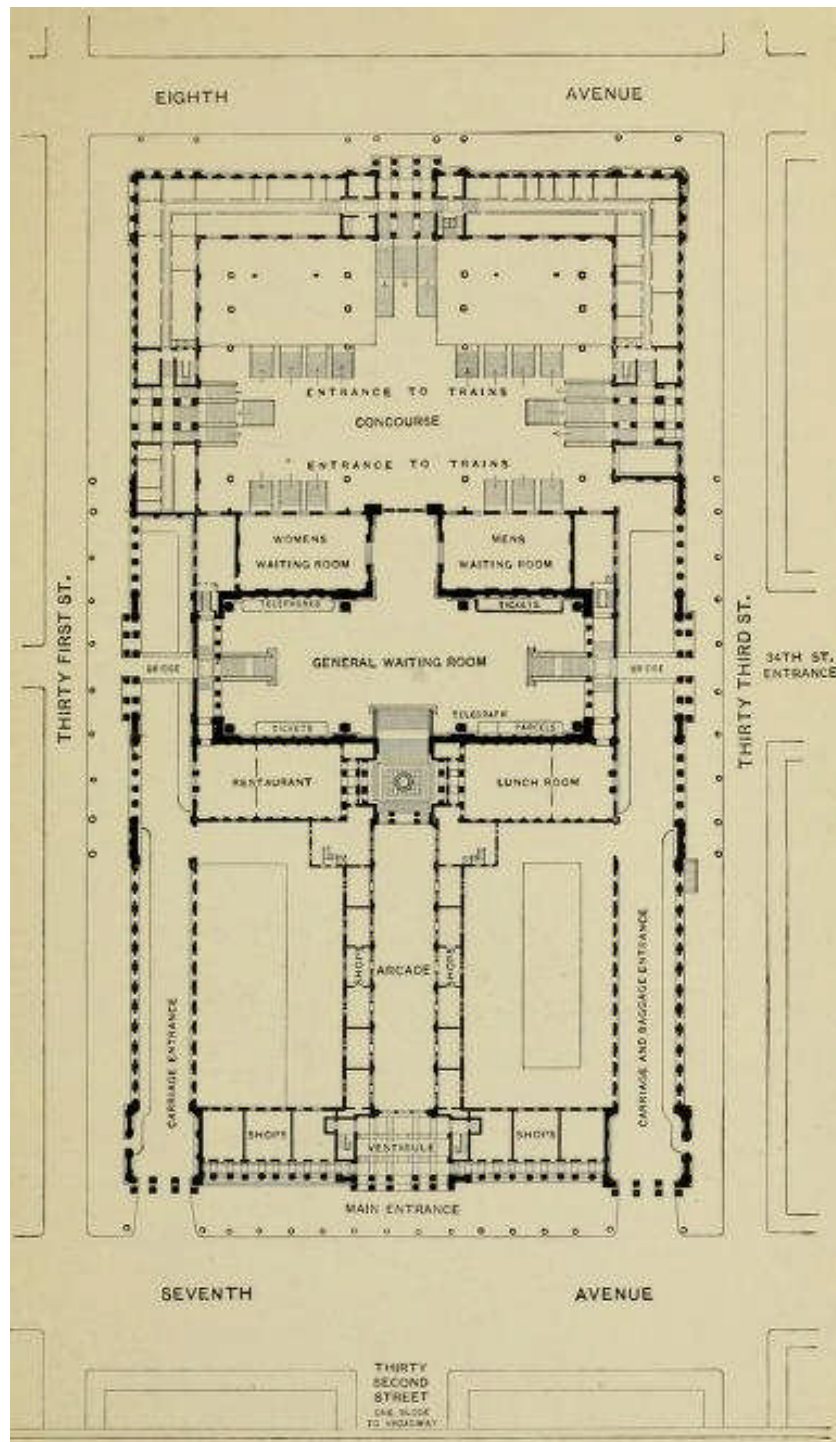 EIGHTH AVENUE
ENTRANCE TO TRAINS
CONCOURSE
ENTRANCE TO TRAINS
WOMENS
WAITING ROOM
MENS
WAITING ROOM
TELEPHONES
TICKETS
THIRTY FIRST ST.
THIRTY THIRD ST.
BRIDGE
GENERAL WAITING ROOM
BRIDGE
34TH ST.
ENTRANCE
TELEGRAPH
TICKETS
PARCELS
RESTAURANT
LUNCH ROOM
SHOPS
ARCADE
SHOPS
CARRIAGE ENTRANCE
CARRIAGE AND BAGGAGE ENTRANCE
SHOPS
VESTIBULE
SHOPS
MAIN ENTRANCE
SEVENTH AVENUE
THIRTY
SECOND
STREET
ONE BLOCK
TO BROADWAY